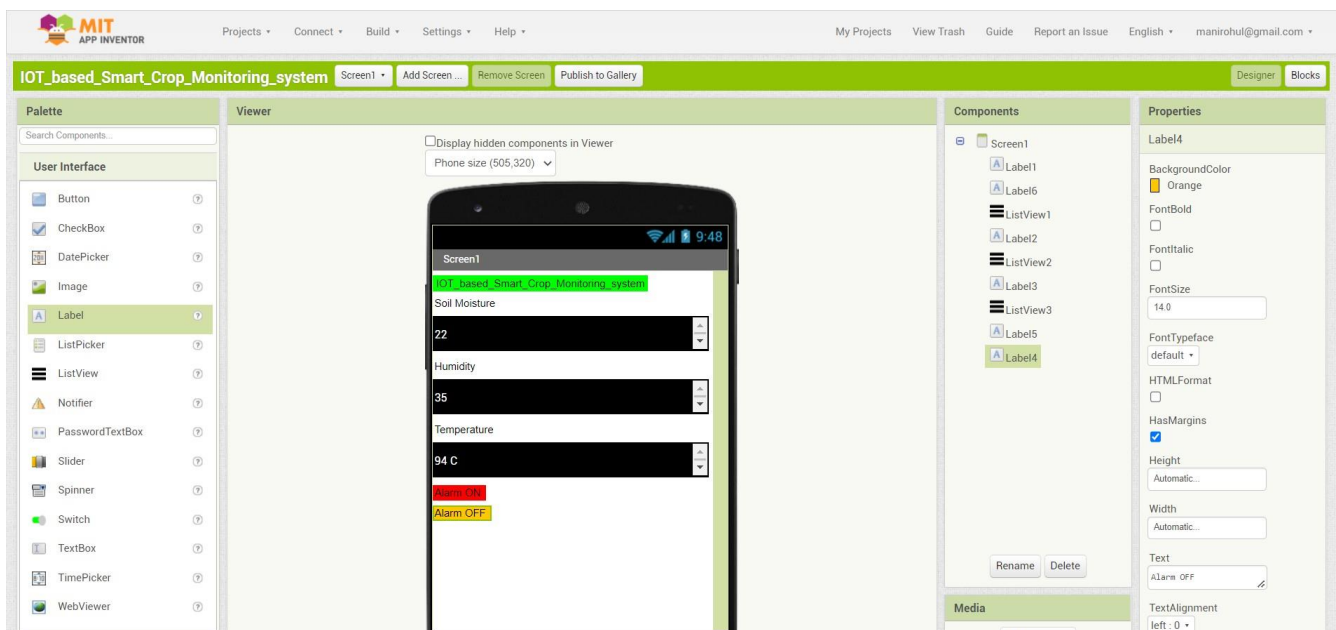 MIT
APP INVENTOR
Projects Connect Build Settings Help My Projects View Trash Guide Report an Issue English manirohul@gmail.com
IOT_based_Smart_Crop_Monitoring_system Screen1 Add Screen ... Remove Screen Publish to Gallery Designer Blocks
Palette
Search Components...
User Interface
Button
CheckBox
DatePicker
Image
Label
ListPicker
ListView
Notifier
PasswordTextBox
Slider
Spinner
Switch
TextBox
TimePicker
WebViewer
Viewer
Display hidden components in Viewer
Phone size (505,320)
9:48
Screen1
IOT_based_Smart_Crop_Monitoring_system
Soil Moisture
22
Humidity
35
Temperature
94 C
Alarm ON
Alarm OFF
Components
Screen1
Label1
Label6
ListView1
Label2
ListView2
Label3
ListView3
Label5
Label4
Rename Delete
Media
Properties
Label4
BackgroundColor
Orange
FontBold
FontItalic
FontSize
14.0
FontTypeface
default
HTMLFormat
HasMargins
Height
Automatic...
Width
Automatic...
Text
Alarm OFF
TextAlignment
left : 0